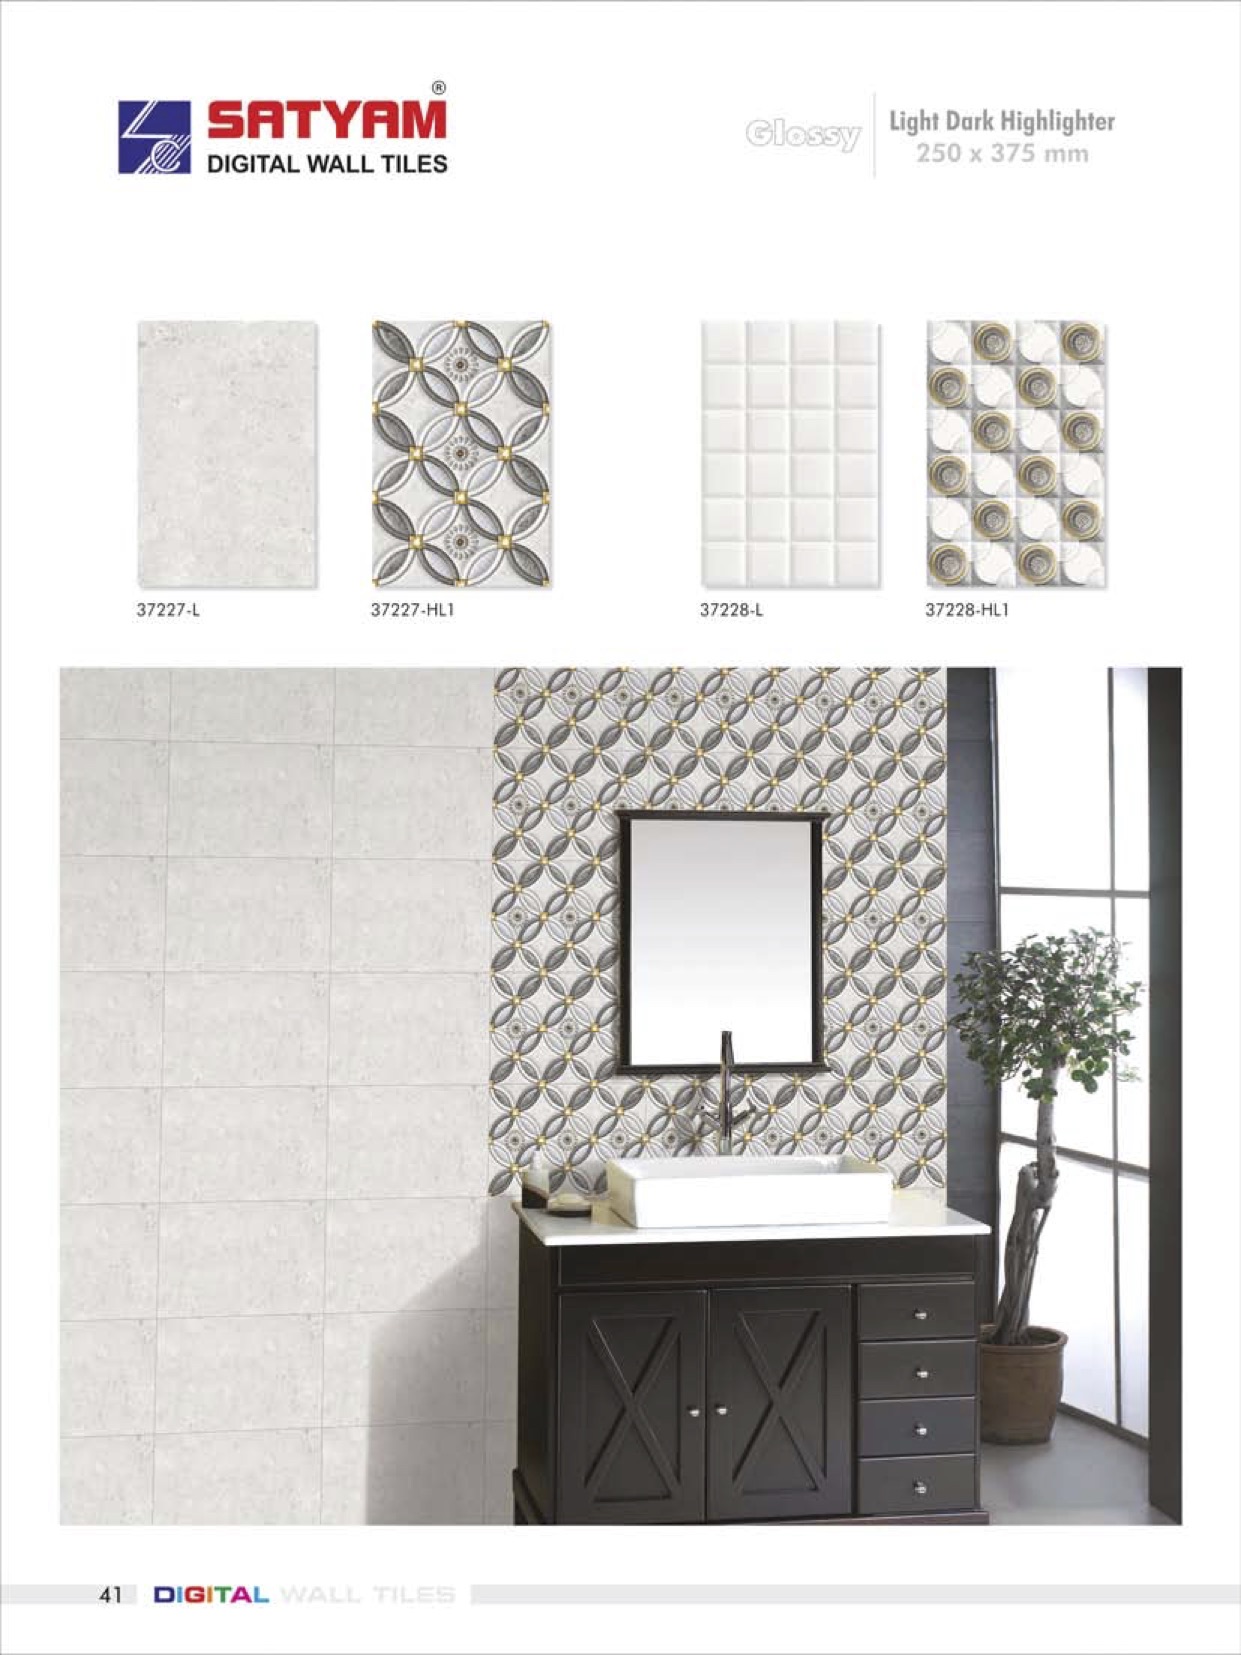 SATYAM®
DIGITAL WALL TILES
Glossy
Light Dark Highlighter
250 x 375 mm
37227-L
37227-HL1
37228-L
37228-HL1
41 DIGITAL WALL TILES